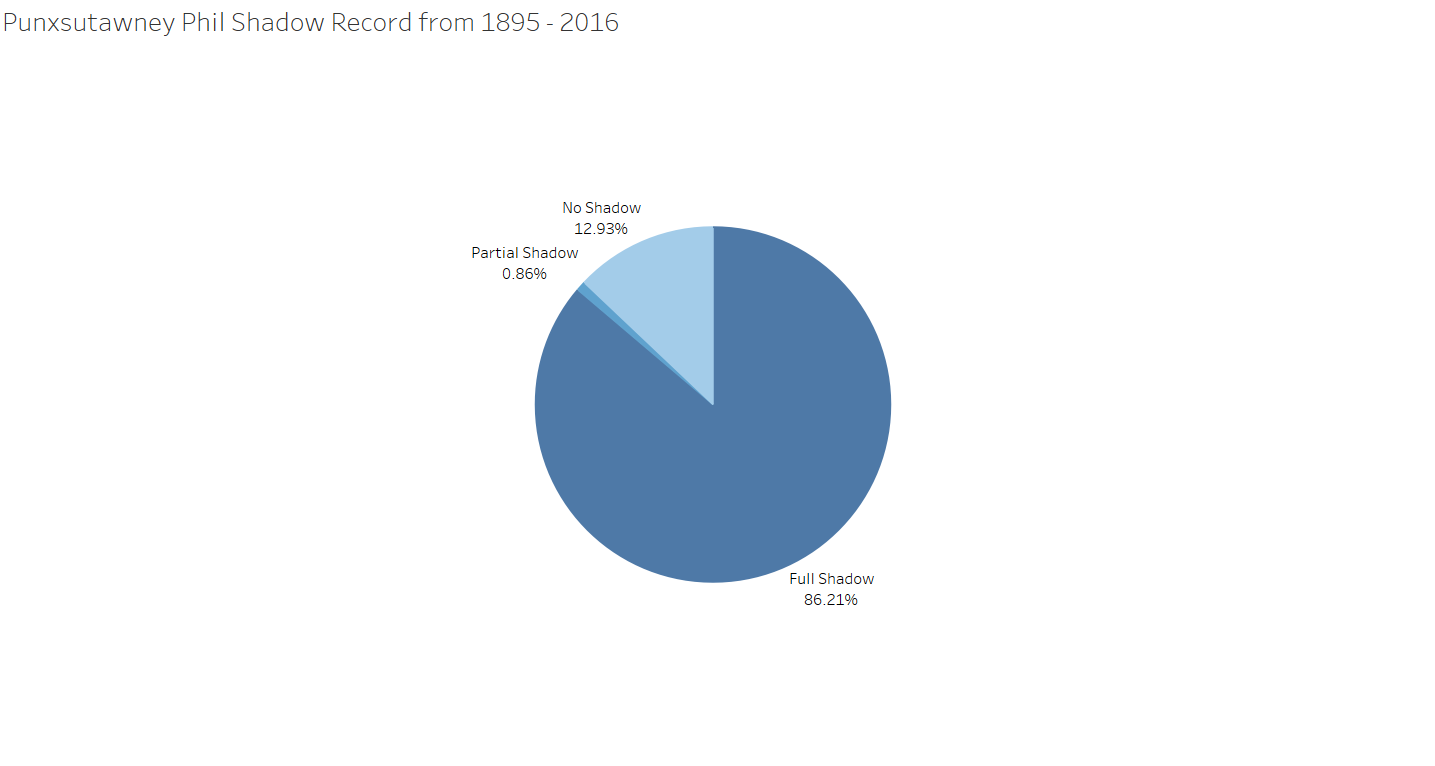 Punxsutawney Phil Shadow Record from 1895 - 2016
No Shadow
12.93%
Partial Shadow
0.86%
Full Shadow
86.21%